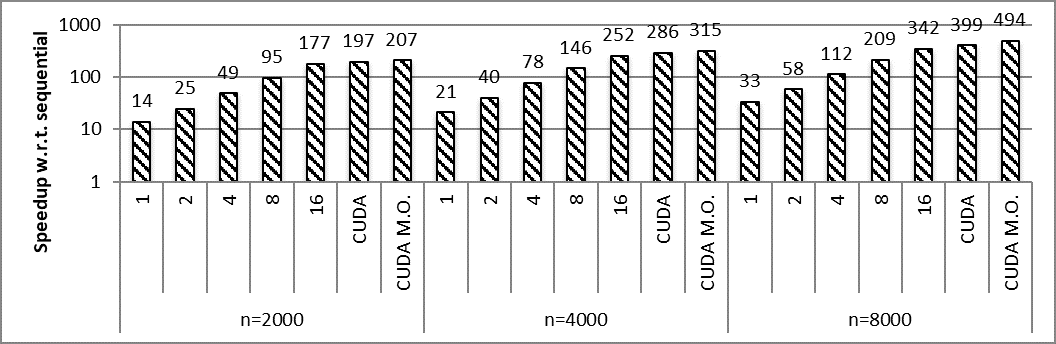 Speedup w.r.t. sequential
1000
100
10
1
14 25 49 95 177 197 207
21 40 78 146 252 286 315
33 58 112 209 342 399 494
1 2 4 8 16 CUDA CUDA M.O.
1 2 4 8 16 CUDA CUDA M.O.
1 2 4 8 16 CUDA CUDA M.O.
n=2000 n=4000 n=8000